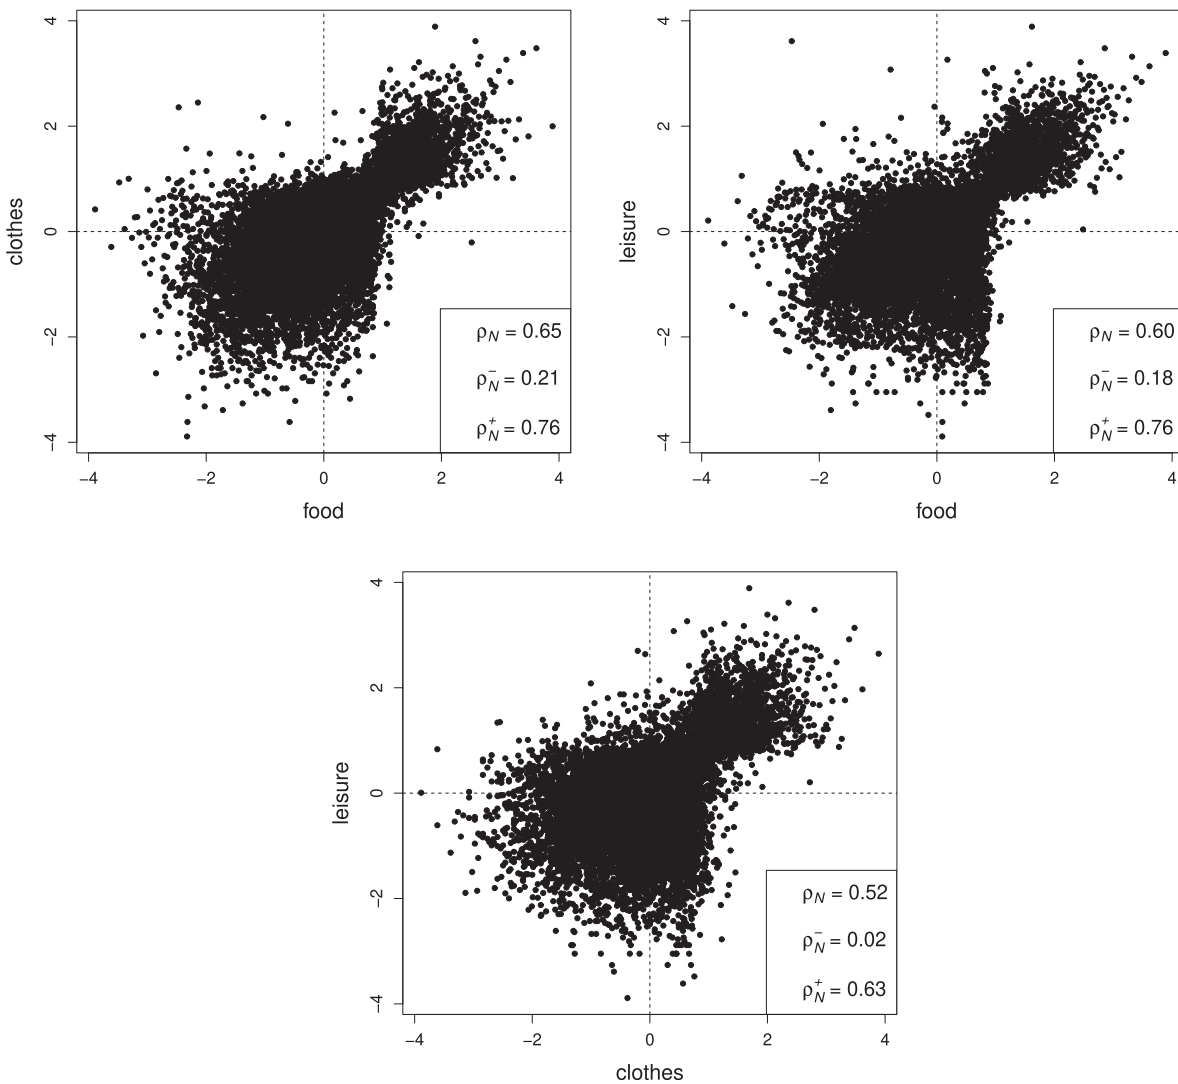 4
2
0
−2
−4
clothes
−4 −2 0 2 4
food
ρN = 0.65
ρN− = 0.21
ρN+ = 0.76
4
2
0
−2
−4
leisure
−4 −2 0 2 4
food
ρN = 0.60
ρN− = 0.18
ρN+ = 0.76
4
2
0
−2
−4
leisure
−4 −2 0 2 4
clothes
ρN = 0.52
ρN− = 0.02
ρN+ = 0.63